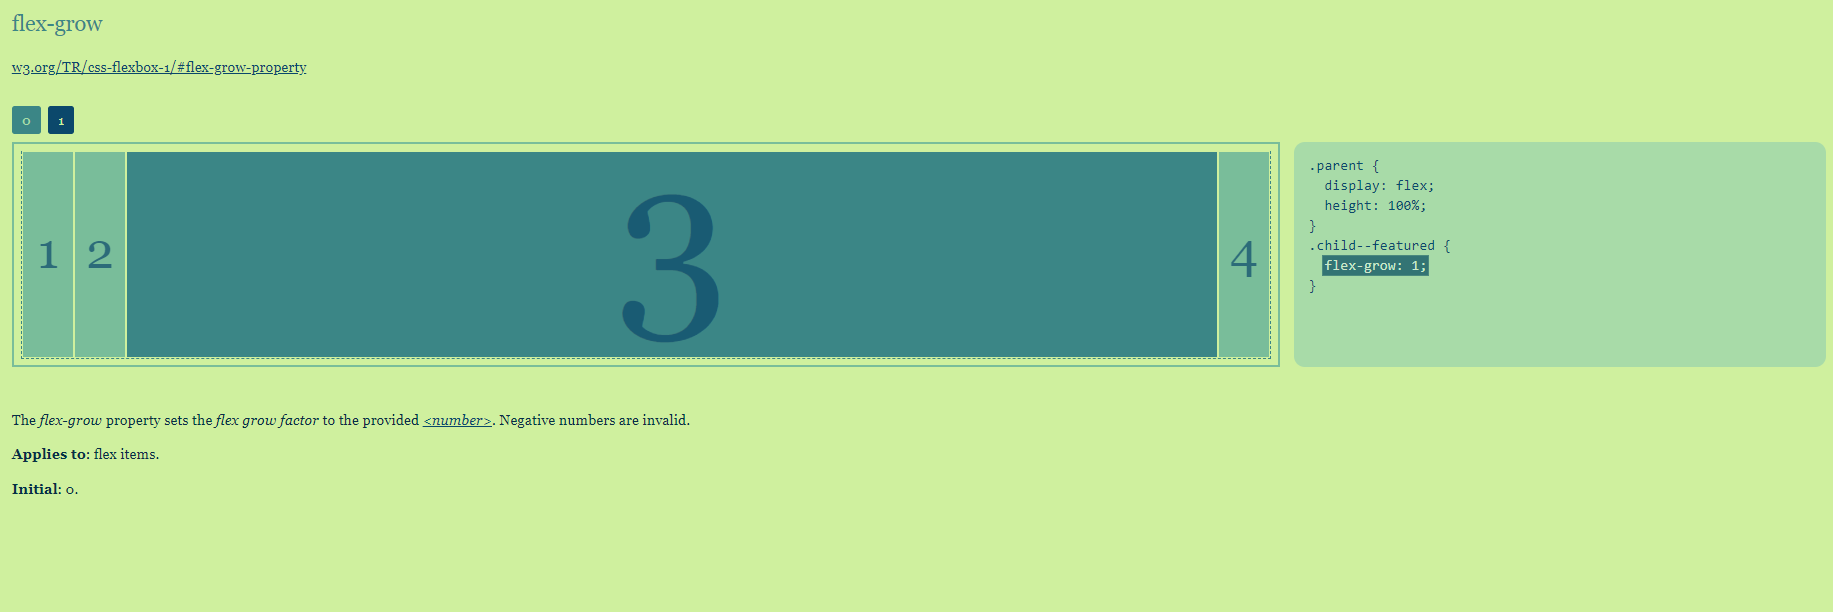 flex-grow
w3.org/TR/css-flexbox-1/#flex-grow-property
0 1
1 2 3 4
.parent {
  display: flex;
  height: 100%;
}
.child--featured {
  flex-grow: 1;
}
The flex-grow property sets the flex grow factor to the provided <number>. Negative numbers are invalid.
Applies to: flex items.
Initial: 0.